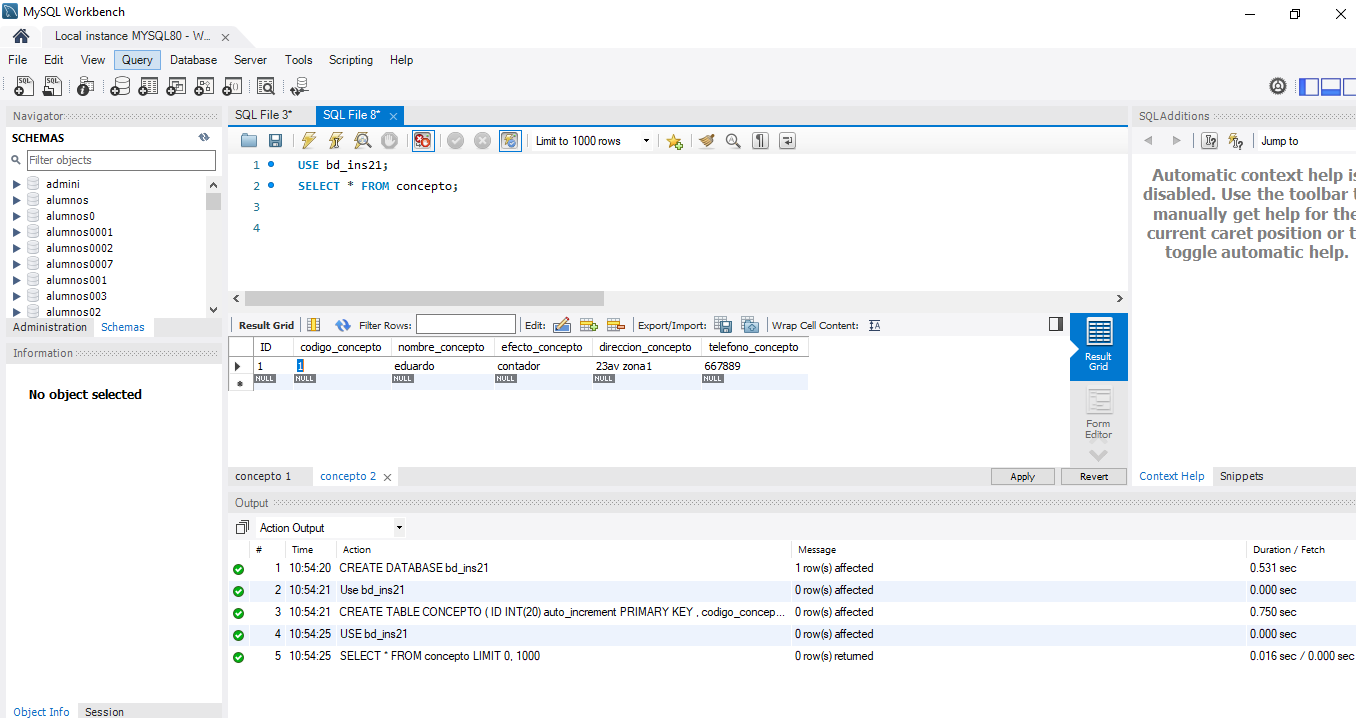 MySQL Workbench
Local instance MYSQL80 - W...
File Edit View Query Database Server Tools Scripting Help
Navigator
SCHEMAS
Filter objects
admini
alumnos
alumnos0
alumnos0001
alumnos0002
alumnos0007
alumnos001
alumnos003
alumnos02
Administration Schemas
Information
No object selected
Object Info Session
SQL File 3* SQL File 8*
Limit to 1000 rows
1 USE bd_ins21;
2 SELECT * FROM concepto;
3
4
Result Grid Filter Rows: Edit: Export/Import: Wrap Cell Content:
ID codigo_concepto nombre_concepto efecto_concepto direccion_concepto telefono_concepto
1 1 eduardo contador 23av zona1 667889
NULL NULL NULL NULL NULL NULL
Result
Grid
Form
Editor
concepto 1 concepto 2 Apply Revert
Output
Action Output
# Time Action Message Duration / Fetch
1 10:54:20 CREATE DATABASE bd_ins21 1 row(s) affected 0.531 sec
2 10:54:21 Use bd_ins21 0 row(s) affected 0.000 sec
3 10:54:21 CREATE TABLE CONCEPTO ( ID INT(20) auto_increment PRIMARY KEY , codigo_concep... 0 row(s) affected 0.750 sec
4 10:54:25 USE bd_ins21 0 row(s) affected 0.000 sec
5 10:54:25 SELECT * FROM concepto LIMIT 0, 1000 0 row(s) returned 0.016 sec / 0.000 sec
SQLAdditions
Jump to
Automatic context help is
disabled. Use the toolbar t
manually get help for the
current caret position or t
toggle automatic help.
Context Help Snippets